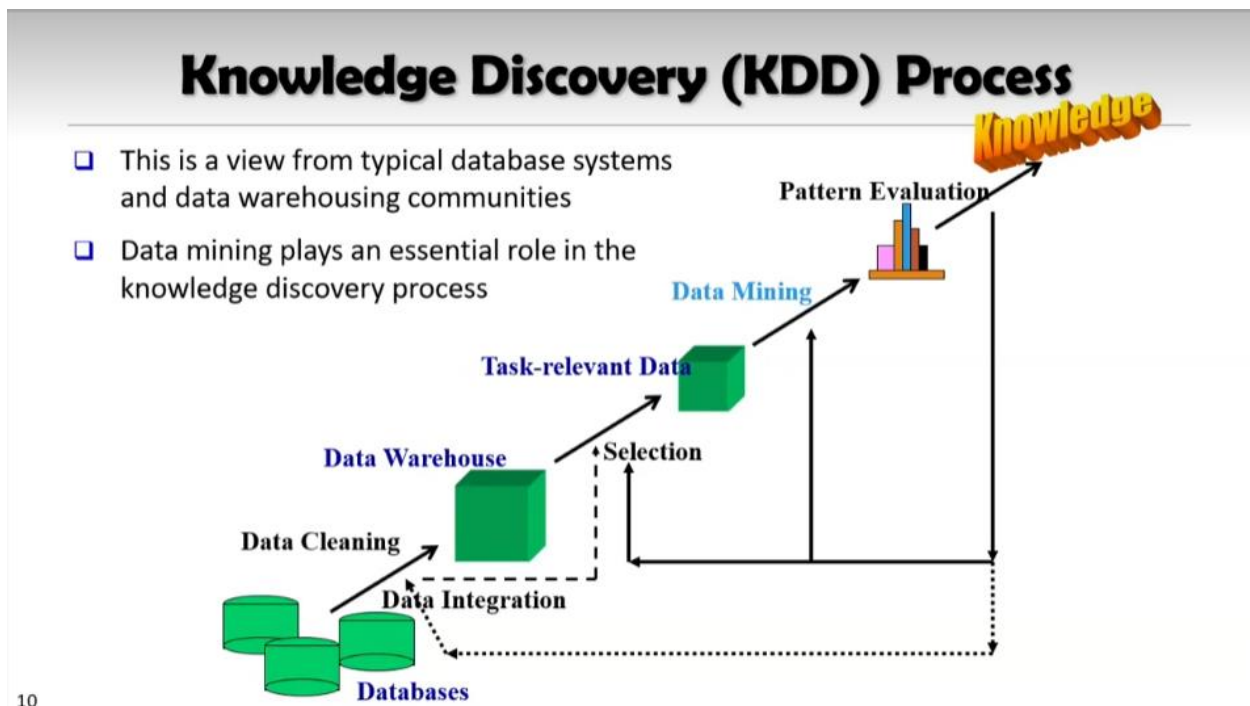 Knowledge Discovery (KDD) Process
Knowledge
❑ This is a view from typical database systems
and data warehousing communities
Pattern Evaluation
❑ Data mining plays an essential role in the
knowledge discovery process
Data Mining
Task-relevant Data
Selection
Data Warehouse
Data Cleaning
Data Integration
Databases
10